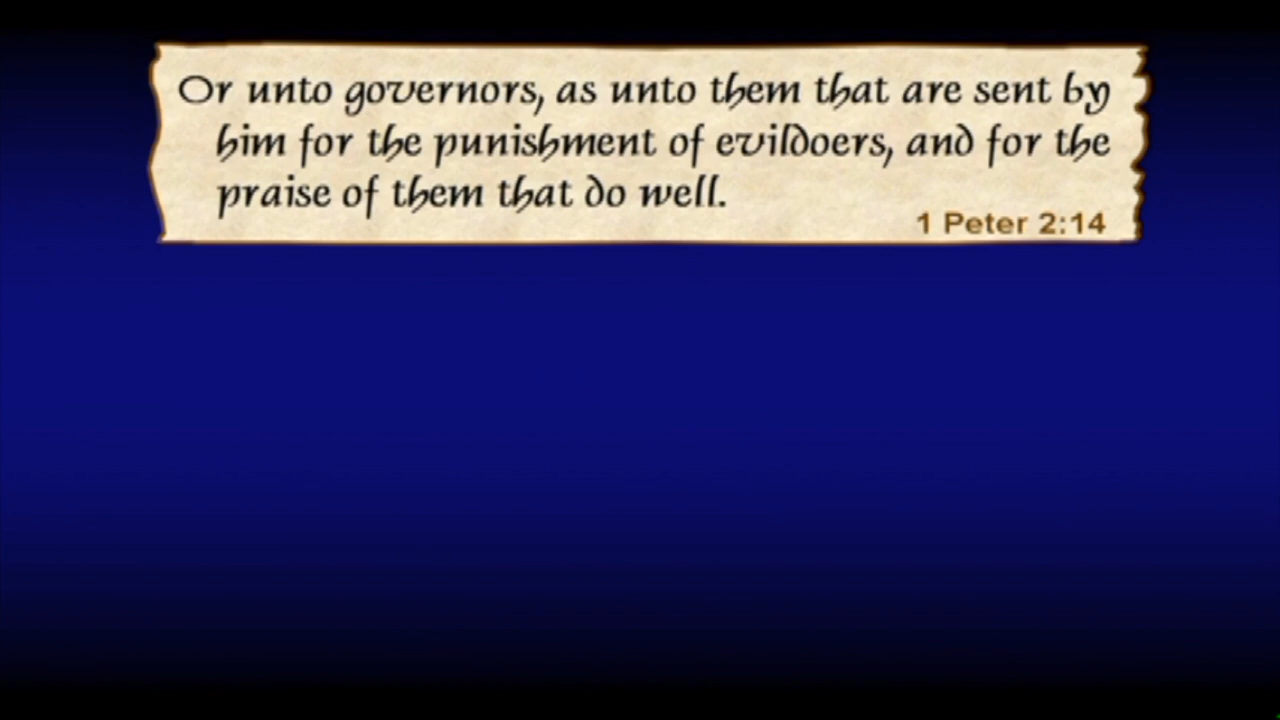 Or unto governors, as unto them that are sent by
him for the punishment of evildoers, and for the
praise of them that do well.
1 Peter 2:14